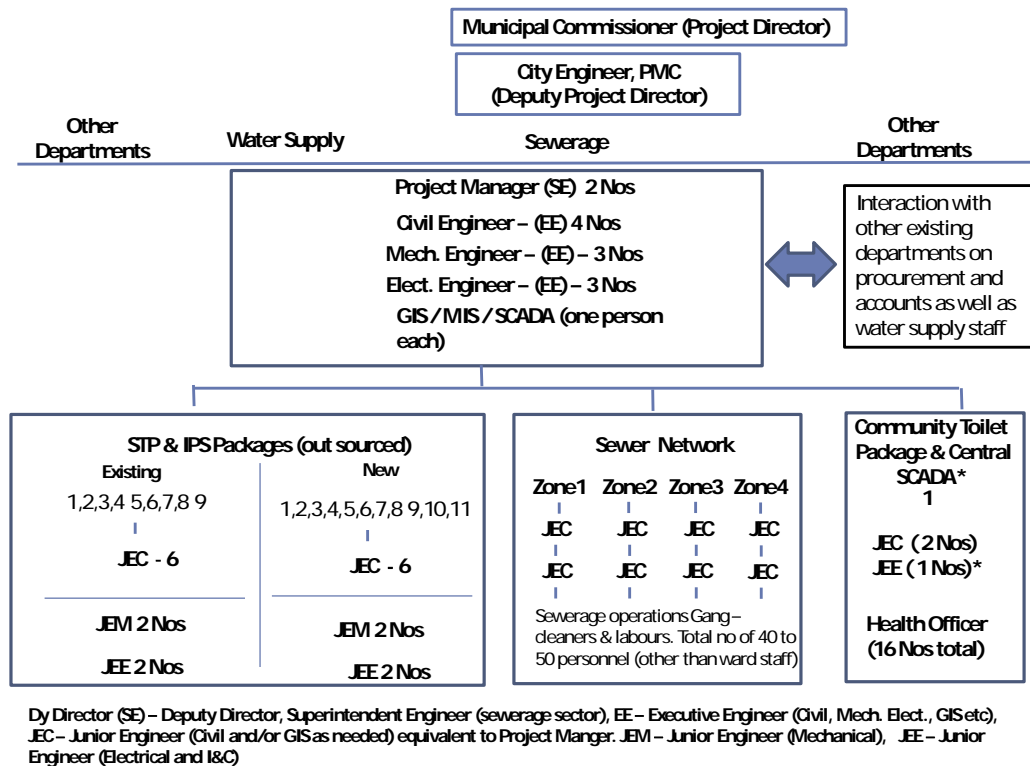 Municipal Commissioner (Project Director)
City Engineer, PMC
(Deputy Project Director)
Other
Departments
Water Supply
Sewerage
Other
Departments
Project Manager (SE) 2 Nos
Civil Engineer – (EE) 4 Nos
Mech. Engineer – (EE) – 3 Nos
Elect. Engineer – (EE) – 3 Nos
GIS / MIS / SCADA (one person
each)
Interaction with
other existing
departments on
procurement and
accounts as well as
water supply staff
STP & IPS Packages (out sourced)
Existing
1,2,3,4 5,6,7,8 9
JEC - 6
JEM 2 Nos
JEE 2 Nos
New
1,2,3,4,5,6,7,8 9,10,11
JEC - 6
JEM 2 Nos
JEE 2 Nos
Sewer Network
Zone1 Zone2 Zone3 Zone4
JEC JEC JEC JEC
JEC JEC JEC JEC
Sewerage operations Gang –
cleaners & labours. Total no of 40 to
50 personnel (other than ward staff)
Community Toilet
Package & Central
SCADA*
1
JEC (2 Nos)
JEE (1 Nos)*
Health Officer
(16 Nos total)
Dy Director (SE) – Deputy Director, Superintendent Engineer (sewerage sector), EE – Executive Engineer (Civil, Mech. Elect., GIS etc),
JEC – Junior Engineer (Civil and/or GIS as needed) equivalent to Project Manger. JEM – Junior Engineer (Mechanical), JEE – Junior
Engineer (Electrical and I&C)